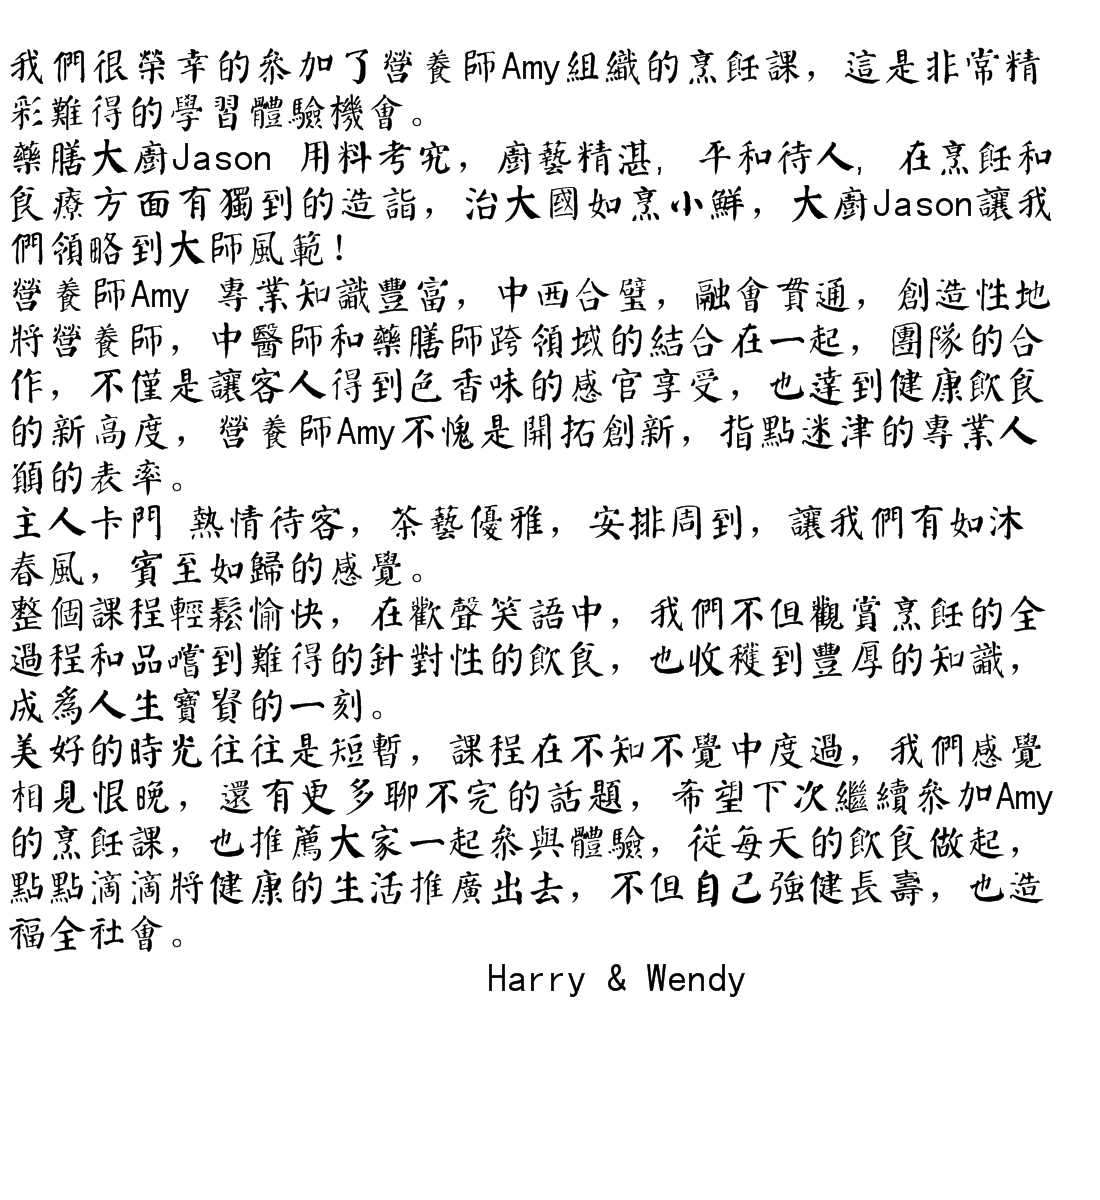 我們很榮幸的參加了營養師Amy組織的烹飪課，這是非常精
彩難得的學習體驗機會。
藥膳大廚Jason 用料考究，廚藝精湛，平和待人，在烹飪和
食療方面有獨到的造詣，治大國如烹小鮮，大廚Jason讓我
們領略到大師風範！
營養師Amy 專業知識豐富，中西合璧，融會貫通，創造性地
將營養師，中醫師和藥膳師跨領域的結合在一起，團隊的合
作，不僅是讓客人得到色香味的感官享受，也達到健康飲食
的新高度，營養師Amy不愧是開拓創新，指點迷津的專業人
類的表率。
主人卡門 熱情待客，茶藝優雅，安排周到，讓我們有如沐
春風，賓至如歸的感覺。
整個課程輕鬆愉快，在歡聲笑語中，我們不但觀賞烹飪的全
過程和品嚐到難得的針對性的飲食，也收穫到豐厚的知識，
成為人生寶貴的一刻。
美好的時光往往是短暫，課程在不知不覺中度過，我們感覺
相見恨晚，還有更多聊不完的話題，希望下次繼續參加Amy
的烹飪課，也推薦大家一起參與體驗，從每天的飲食做起，
點點滴滴將健康的生活推廣出去，不但自己強健長壽，也造
福全社會。
Harry & Wendy